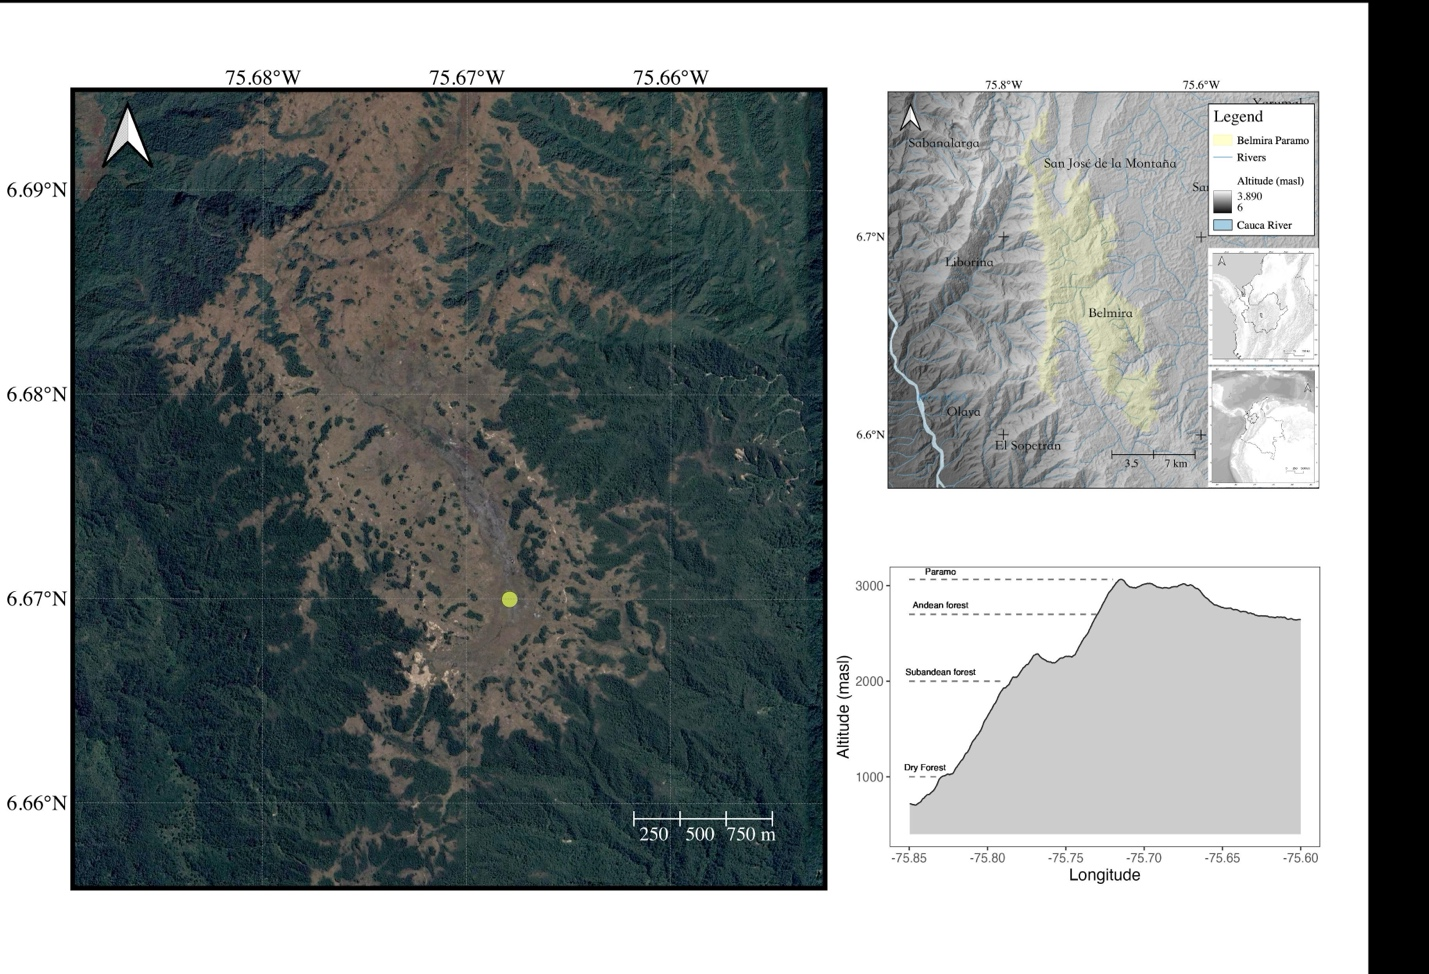 75.68°W 75.67°W 75.66°W
6.69°N
6.68°N
6.67°N
6.66°N
250 500 750 m
75.8°W 75.6°W
6.7°N
6.6°N
Sabanalarga
San José de la Montaña
Liborina
Belmira
Olaya
El Sopetrán
3.5 7 km
Legend
Belmira Paramo
Rivers
Altitude (masl)
3.890
6
Cauca River
Altitude (masl)
3000
2000
1000
Paramo
Andean forest
Subandean forest
Dry Forest
-75.85 -75.80 -75.75 -75.70 -75.65 -75.60
Longitude